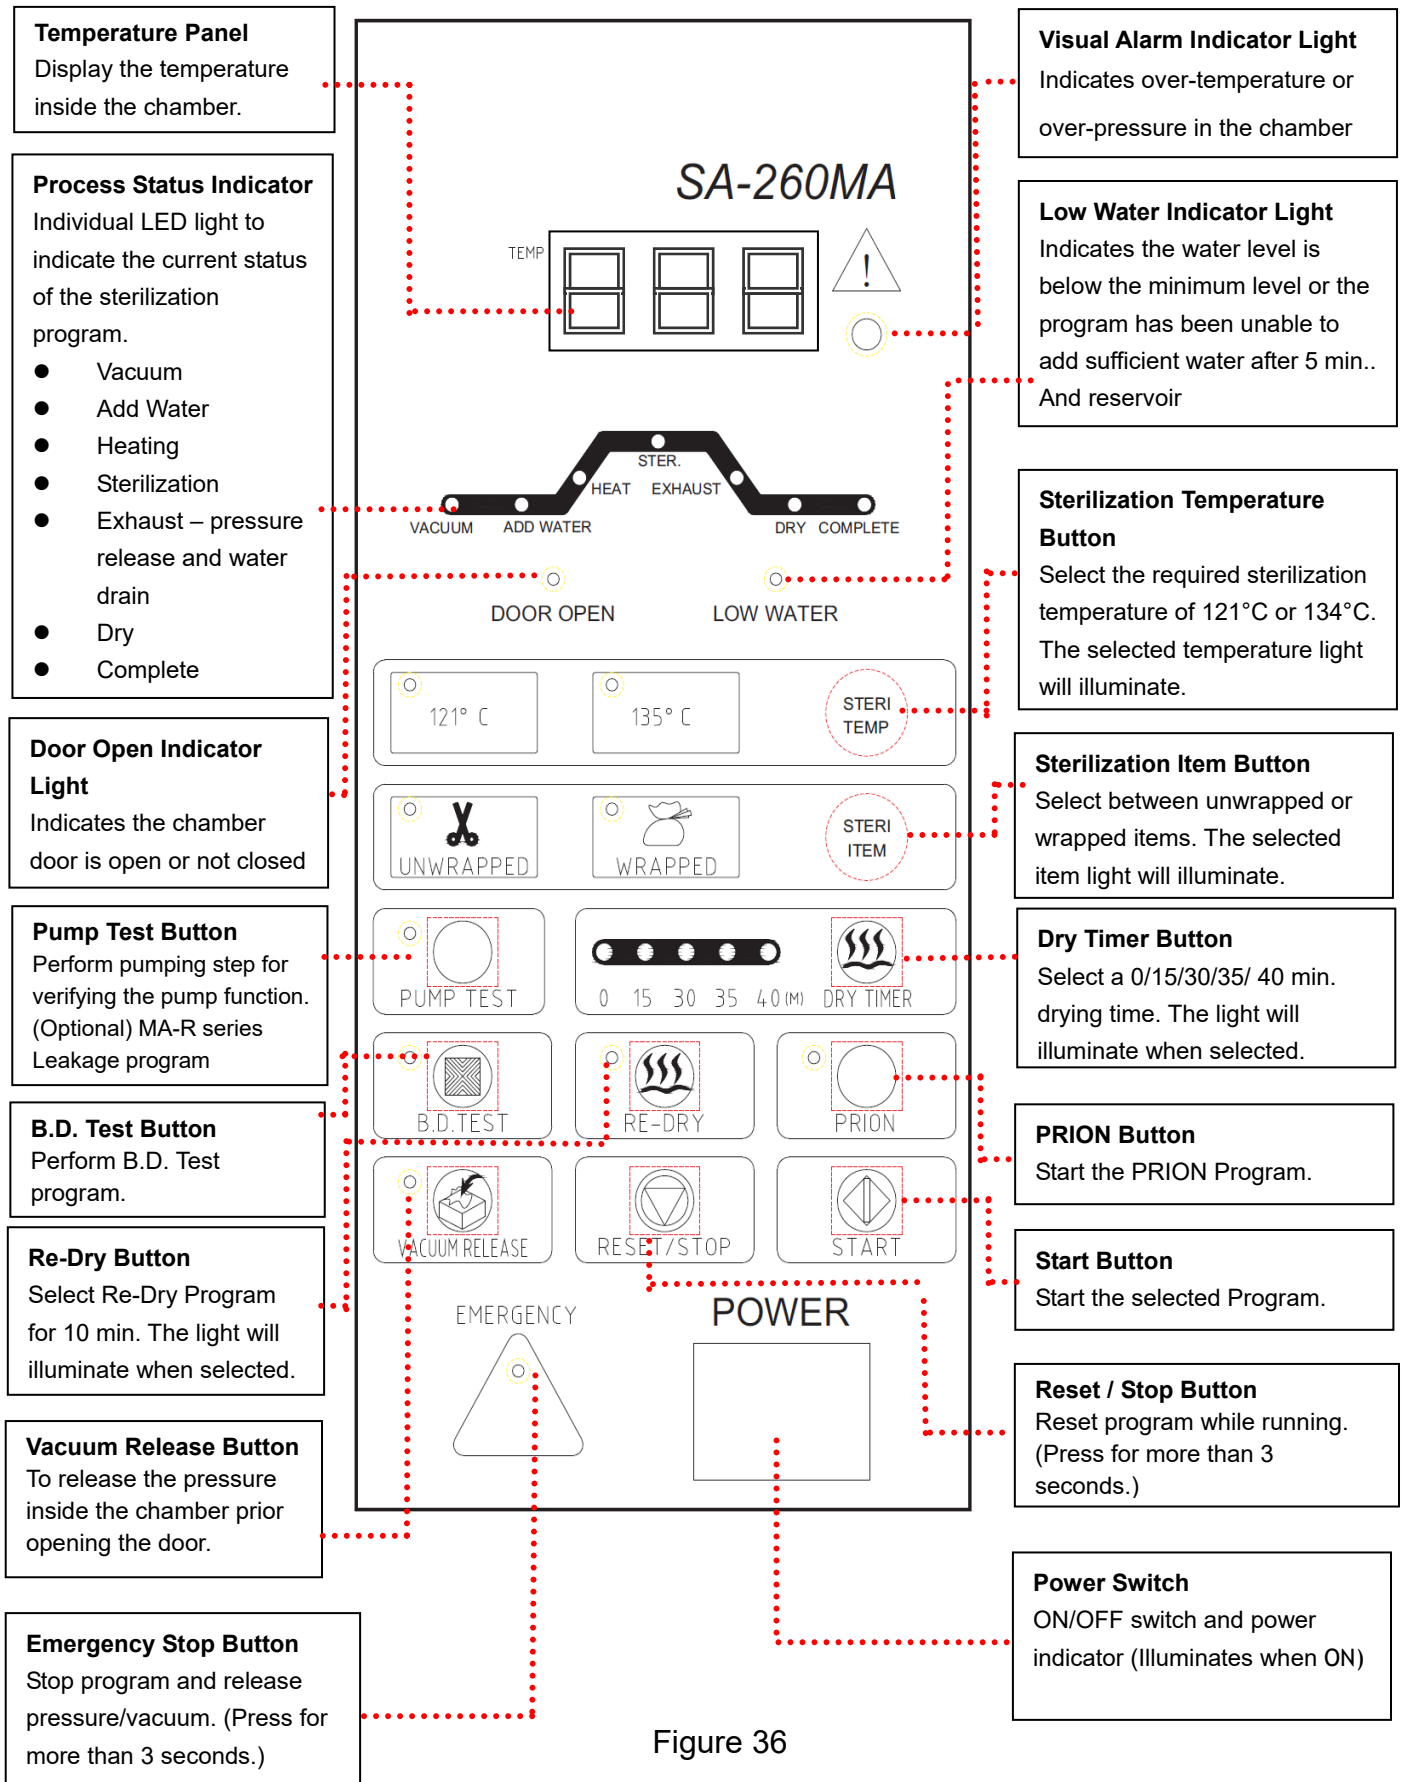 Temperature Panel
Display the temperature
inside the chamber.
Process Status Indicator
Individual LED light to
indicate the current status
of the sterilization
program.
● Vacuum
● Add Water
● Heating
● Sterilization
● Exhaust – pressure
release and water
drain
● Dry
● Complete
Door Open Indicator
Light
Indicates the chamber
door is open or not closed
Pump Test Button
Perform pumping step for
verifying the pump function.
(Optional) MA-R series
Leakage program
B.D. Test Button
Perform B.D. Test
program.
Re-Dry Button
Select Re-Dry Program
for 10 min. The light will
illuminate when selected.
Vacuum Release Button
To release the pressure
inside the chamber prior
opening the door.
Emergency Stop Button
Stop program and release
pressure/vacuum. (Press for
more than 3 seconds.)
SA-260MA
TEMP
8 8 8
!
STER.
HEAT EXHAUST
VACUUM ADD WATER DRY COMPLETE
DOOR OPEN LOW WATER
121° C 135° C STERI
TEMP
UNWRAPPED WRAPPED STERI
ITEM
PUMP TEST 0 15 30 35 40(M) DRY TIMER
B.D.TEST RE-DRY PRION
VACUUM RELEASE RESET/STOP START
EMERGENCY POWER
Visual Alarm Indicator Light
Indicates over-temperature or
over-pressure in the chamber
Low Water Indicator Light
Indicates the water level is
below the minimum level or the
program has been unable to
add sufficient water after 5 min..
And reservoir
Sterilization Temperature
Button
Select the required sterilization
temperature of 121°C or 134°C.
The selected temperature light
will illuminate.
Sterilization Item Button
Select between unwrapped or
wrapped items. The selected
item light will illuminate.
Dry Timer Button
Select a 0/15/30/35/ 40 min.
drying time. The light will
illuminate when selected.
PRION Button
Start the PRION Program.
Start Button
Start the selected Program.
Reset / Stop Button
Reset program while running.
(Press for more than 3
seconds.)
Power Switch
ON/OFF switch and power
indicator (Illuminates when ON)
Figure 36